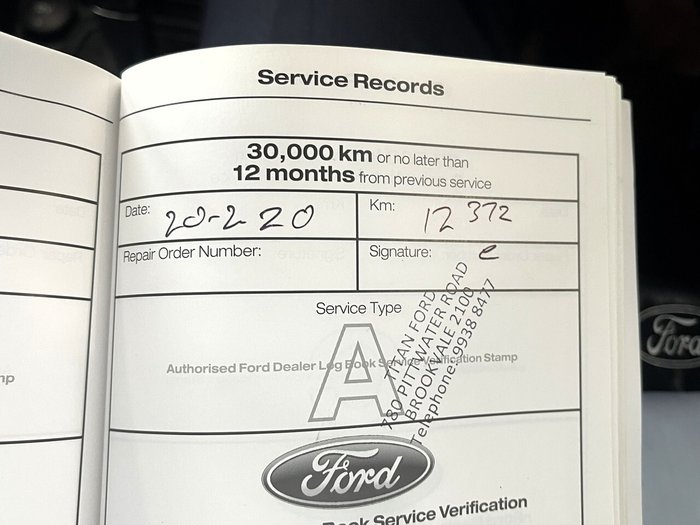 Service Records
30,000 km or no later than
12 months from previous service
Date: 20-2 20
Km: 12 372
Repair Order Number:
Signature: e
Service Type
A
Authorised Ford Dealer Log Book Service Verification Stamp
TITAN FORD
780 PITTWATER ROAD
BROOKVALE 2100
Telephone: 9938 8477
Ford
Book Service Verification
Ford